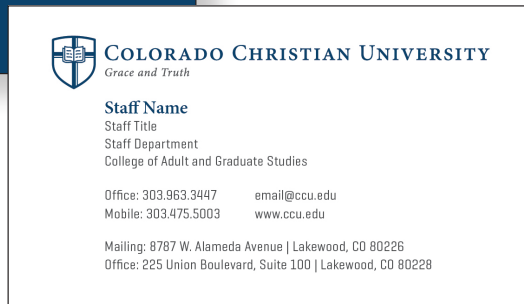 COLORADO CHRISTIAN UNIVERSITY
Grace and Truth
Staff Name
Staff Title
Staff Department
College of Adult and Graduate Studies
Office: 303.963.3447 email@ccu.edu
Mobile: 303.475.5003 www.ccu.edu
Mailing: 8787 W. Alameda Avenue | Lakewood, CO 80226
Office: 225 Union Boulevard, Suite 100 | Lakewood, CO 80228